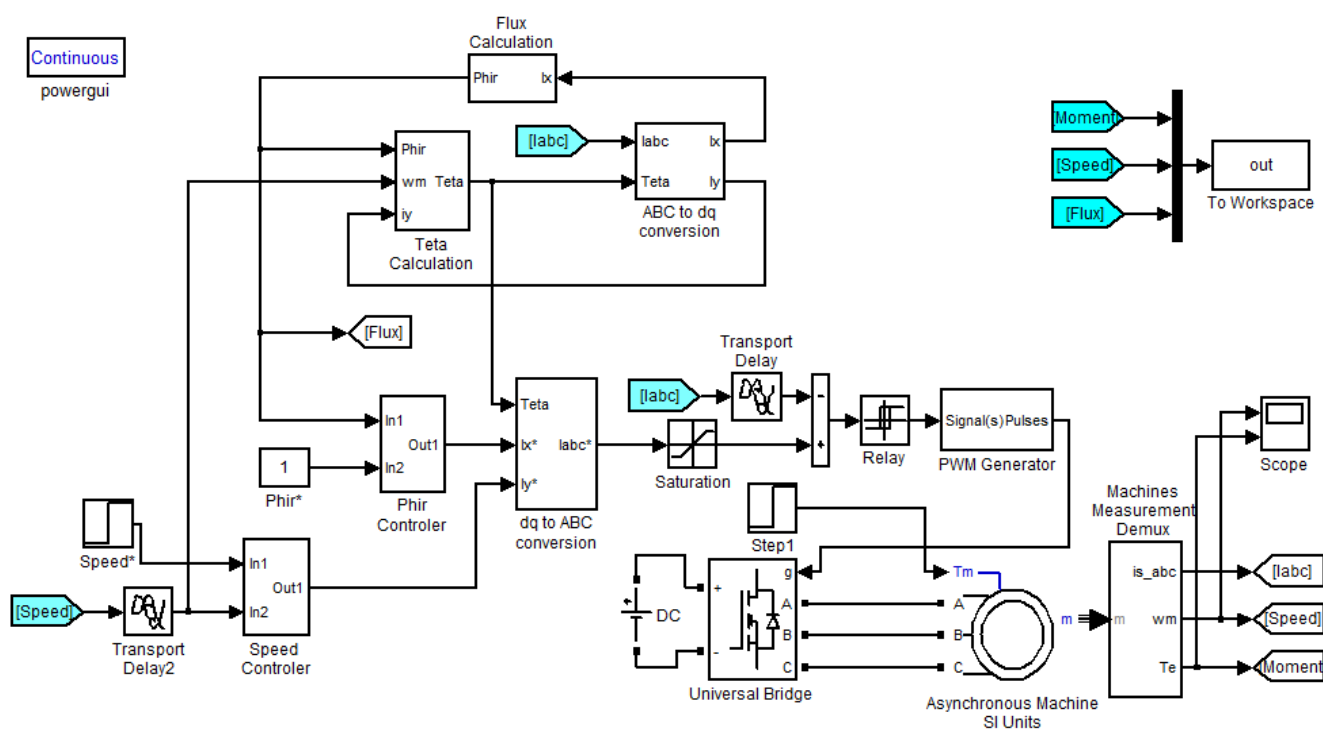 Continuous
powergui
Flux
Calculation
Phir
Ix
[Iabc]
Iabc
Ix
Teta
Iy
ABC to dq
conversion
Phir
wm
Teta
iy
Teta
Calculation
[Moment]
[Speed]
[Flux]
out
To Workspace
[Flux]
In1
Out1
In2
Phir
Controler
1
Phir*
Speed*
[Speed]
Transport
Delay2
In1
Out1
In2
Speed
Controler
Teta
Ix*
Iabc*
Iy*
dq to ABC
conversion
[Iabc]
Transport
Delay
Saturation
-
+
Relay
Signal(s)
Pulses
PWM Generator
Step1
DC
+
-
g
A
B
C
Universal Bridge
Tm
A
B
C
m
Asynchronous Machine
SI Units
Machines
Measurement
Demux
m
is_abc
wm
Te
Scope
[Iabc]
[Speed]
[Moment]